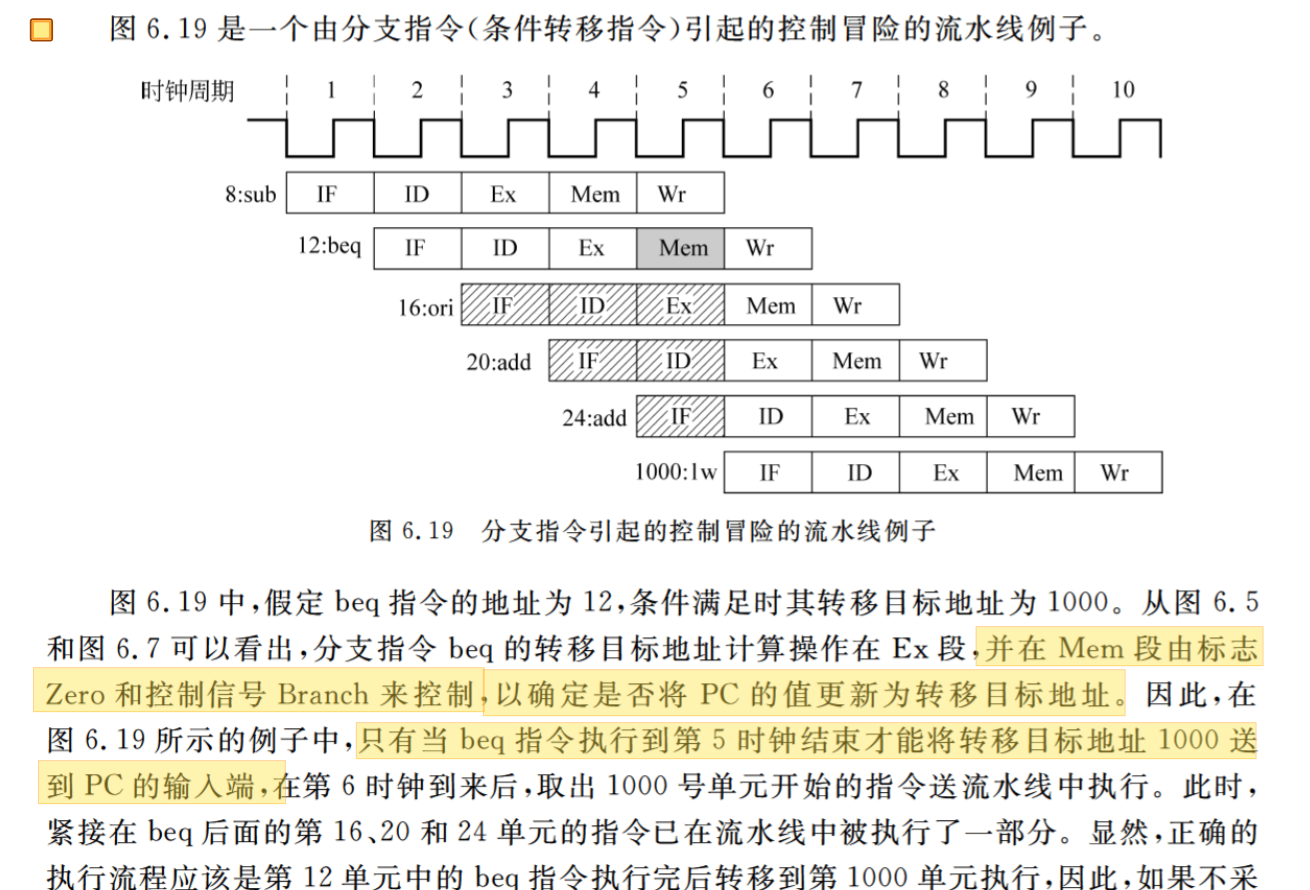 图 6.19 是一个由分支指令(条件转移指令)引起的控制冒险的流水线例子。
时钟周期 1 2 3 4 5 6 7 8 9 10
8:sub IF ID Ex Mem Wr
12:beq IF ID Ex Mem Wr
16:ori IF ID Ex Mem Wr
20:add IF ID Ex Mem Wr
24:add IF ID Ex Mem Wr
1000:lw IF ID Ex Mem Wr
图 6.19 分支指令引起的控制冒险的流水线例子
图 6.19 中,假定 beq 指令的地址为 12,条件满足时其转移目标地址为 1000。从图 6.5
和图 6.7 可以看出,分支指令 beq 的转移目标地址计算操作在 Ex 段,并在 Mem 段由标志
Zero 和控制信号 Branch 来控制,以确定是否将 PC 的值更新为转移目标地址。因此,在
图 6.19 所示的例子中,只有当 beq 指令执行到第 5 时钟结束才能将转移目标地址 1000 送
到 PC 的输入端,在第 6 时钟到来后,取出 1000 号单元开始的指令送流水线中执行。此时,
紧接在 beq 后面的第 16、20 和 24 单元的指令已在流水线中被执行了一部分。显然,正确的
执行流程应该是第 12 单元中的 beq 指令执行完后转移到第 1000 单元执行,因此,如果不采